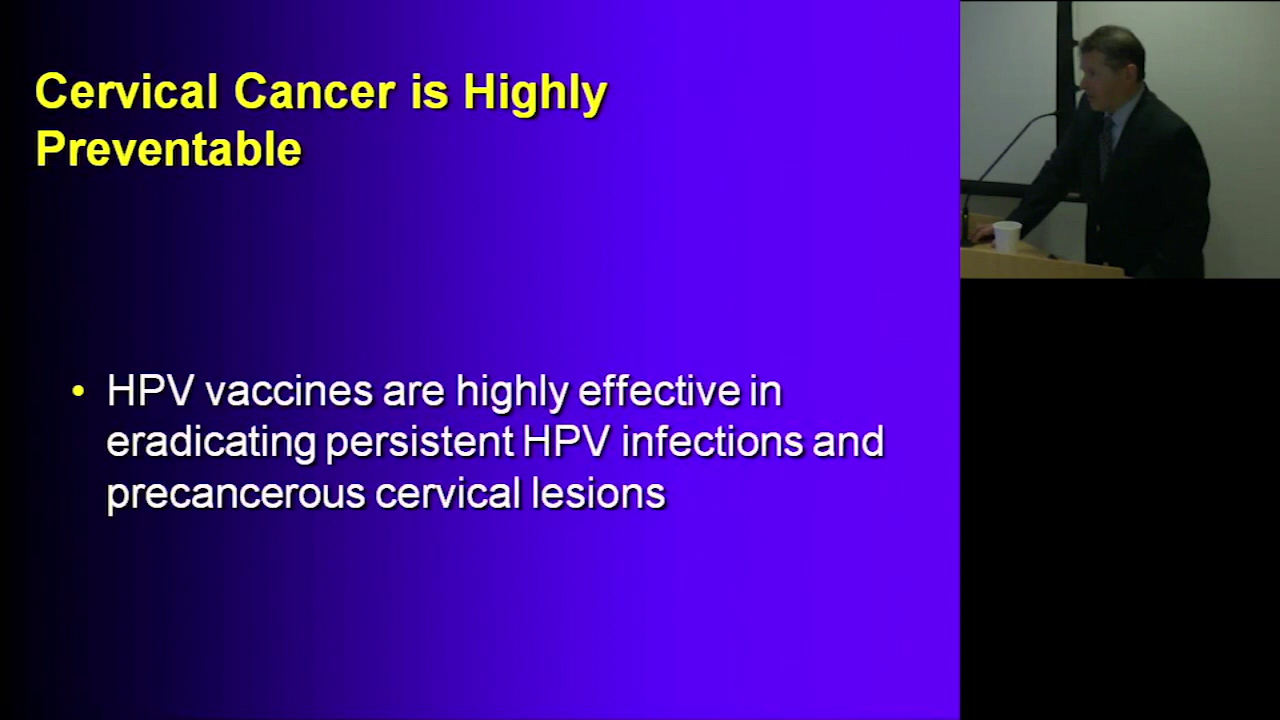 Cervical Cancer is Highly
Preventable
• HPV vaccines are highly effective in
eradicating persistent HPV infections and
precancerous cervical lesions